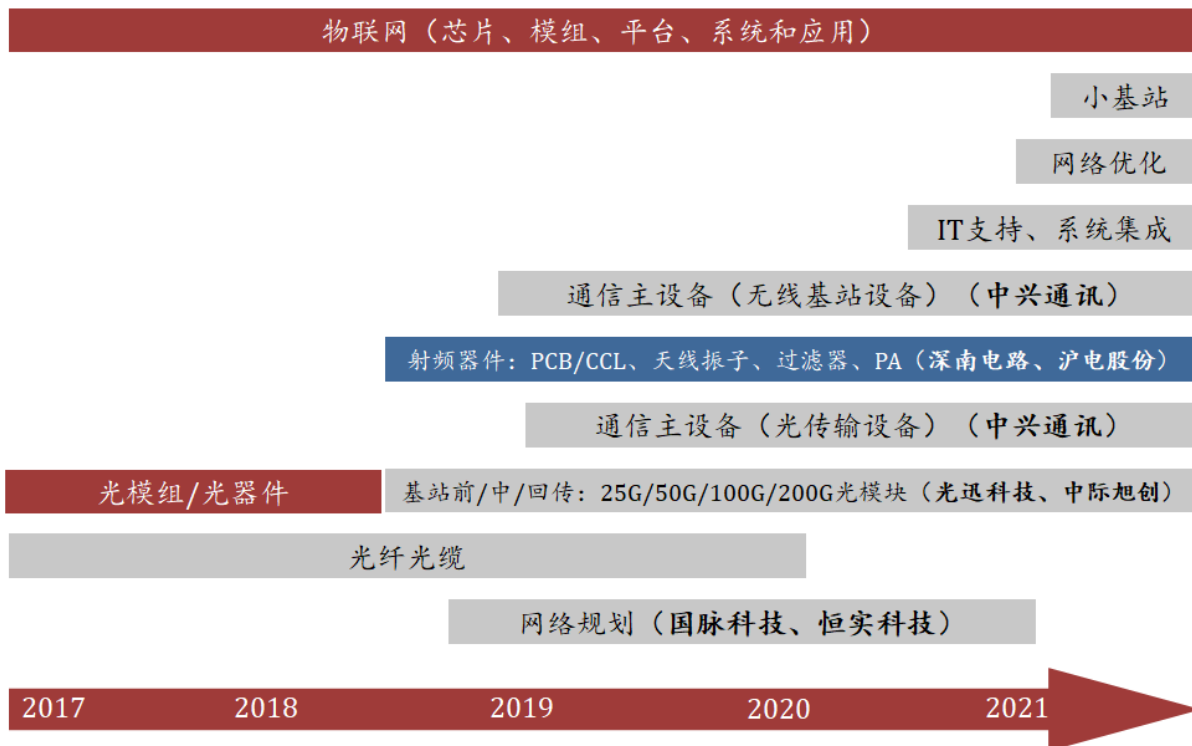 物联网（芯片、模组、平台、系统和应用）
小基站
网络优化
IT支持、系统集成
通信主设备（无线基站设备）（中兴通讯）
射频器件：PCB/CCL、天线振子、过滤器、PA（深南电路、沪电股份）
通信主设备（光传输设备）（中兴通讯）
光模组/光器件
基站前/中/回传：25G/50G/100G/200G光模块（光迅科技、中际旭创）
光纤光缆
网络规划（国脉科技、恒实科技）
2017 2018 2019 2020 2021